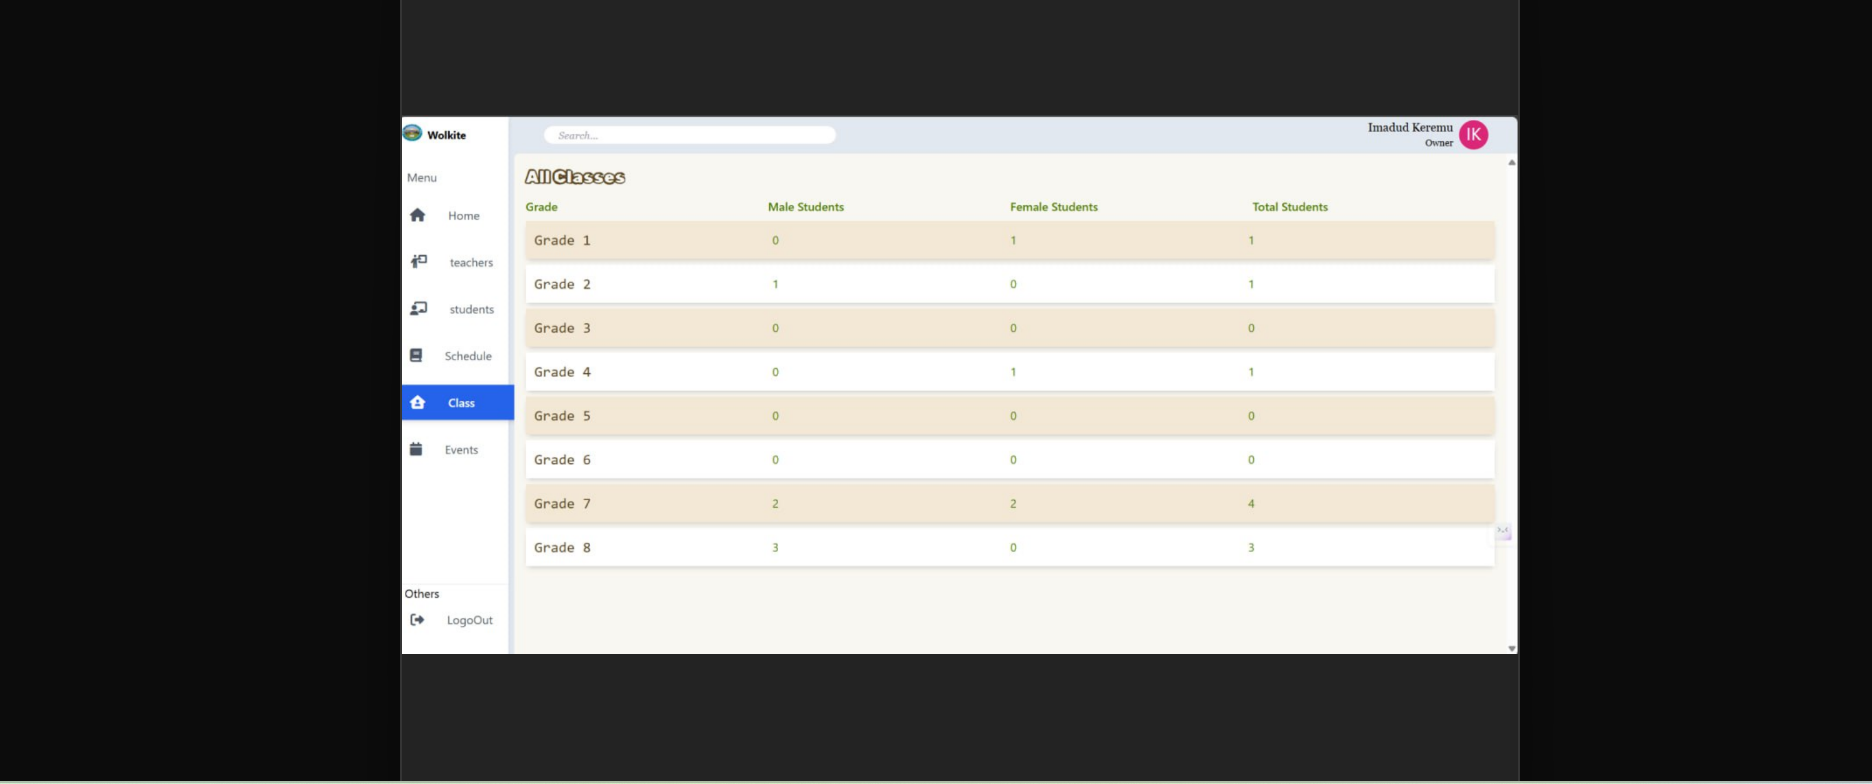 Wolkite
Search...
Imadud Keremu
Owner
IK
Menu
Home
teachers
students
Schedule
Class
Events
Others
LogoOut
All Classes
Grade Male Students Female Students Total Students
Grade 1 0 1 1
Grade 2 1 0 1
Grade 3 0 0 0
Grade 4 0 1 1
Grade 5 0 0 0
Grade 6 0 0 0
Grade 7 2 2 4
Grade 8 3 0 3